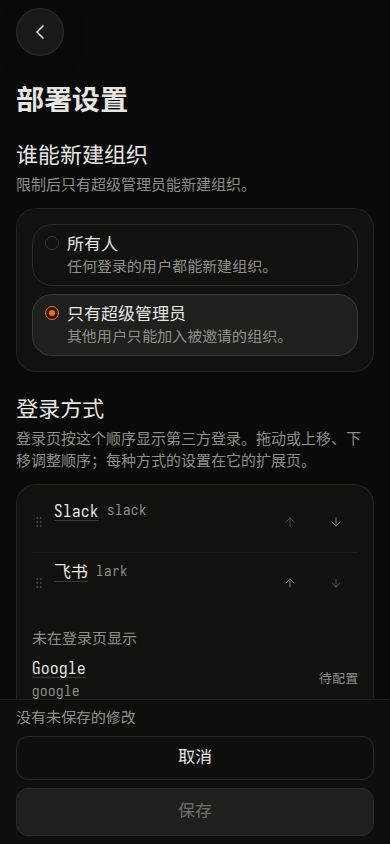 部署设置
谁能新建组织
限制后只有超级管理员能新建组织。
所有人
任何登录的用户都能新建组织。
只有超级管理员
其他用户只能加入被邀请的组织。
登录方式
登录页按这个顺序显示第三方登录。拖动或上移、下
移调整顺序；每种方式的设置在它的扩展页。
Slack slack
飞书 lark
未在登录页显示
Google
google
待配置
没有未保存的修改
取消
保存